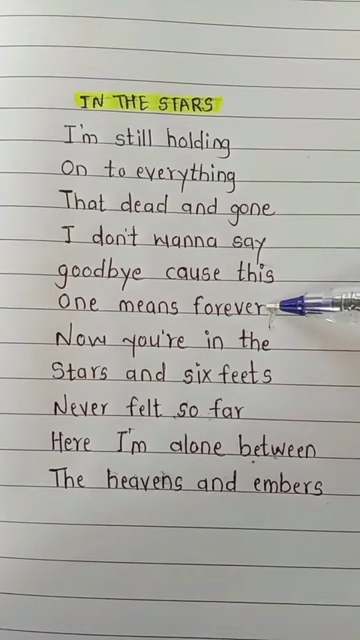 IN THE STARS
I'm still holding
On to everything
That dead and gone
I don't wanna say
goodbye cause this
One means forever
Now you're in the
Stars and six feets
Never felt so far
Here I'm alone between
The heavens and embers